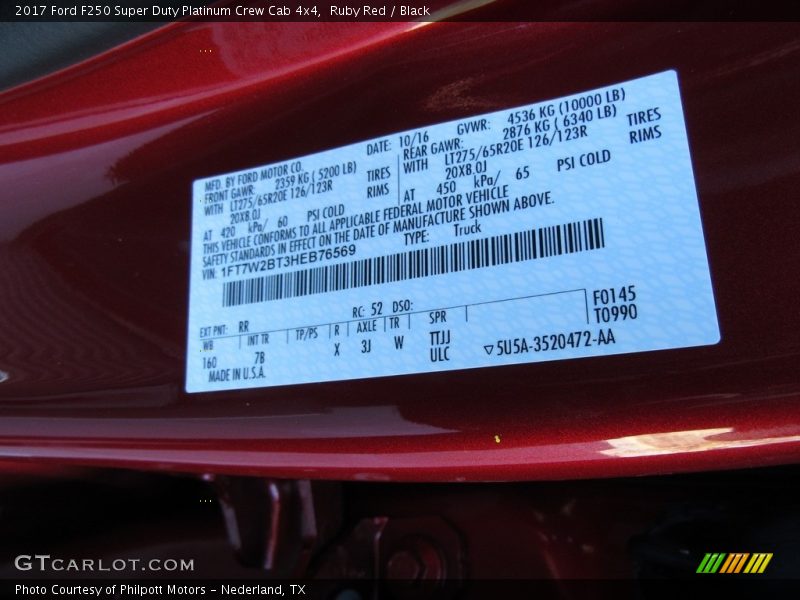 2017 Ford F250 Super Duty Platinum Crew Cab 4x4, Ruby Red / Black
MFD. BY FORD MOTOR CO. DATE: 10/16 GVWR: 4536 KG (10000 LB)
FRONT GAWR: 2359 KG ( 5200 LB) REAR GAWR: 2876 KG ( 6340 LB)
WITH LT275/65R20E 126/123R TIRES WITH LT275/65R20E 126/123R TIRES
20X8.0J RIMS 20X8.0J RIMS
AT 420 kPa/ 60 PSI COLD AT 450 kPa/ 65 PSI COLD
THIS VEHICLE CONFORMS TO ALL APPLICABLE FEDERAL MOTOR VEHICLE
SAFETY STANDARDS IN EFFECT ON THE DATE OF MANUFACTURE SHOWN ABOVE.
VIN: 1FT7W2BT3HEB76569 TYPE: Truck
F0145
T0990
EXT PNT: RR RC: 52 DSO:
WB INT TR TP/PS R AXLE TR SPR
160 7B X 3J W TTJJ
ULC
▽5U5A-3520472-AA
MADE IN U.S.A.
GTCARLOT.COM
Photo Courtesy of Philpott Motors - Nederland, TX